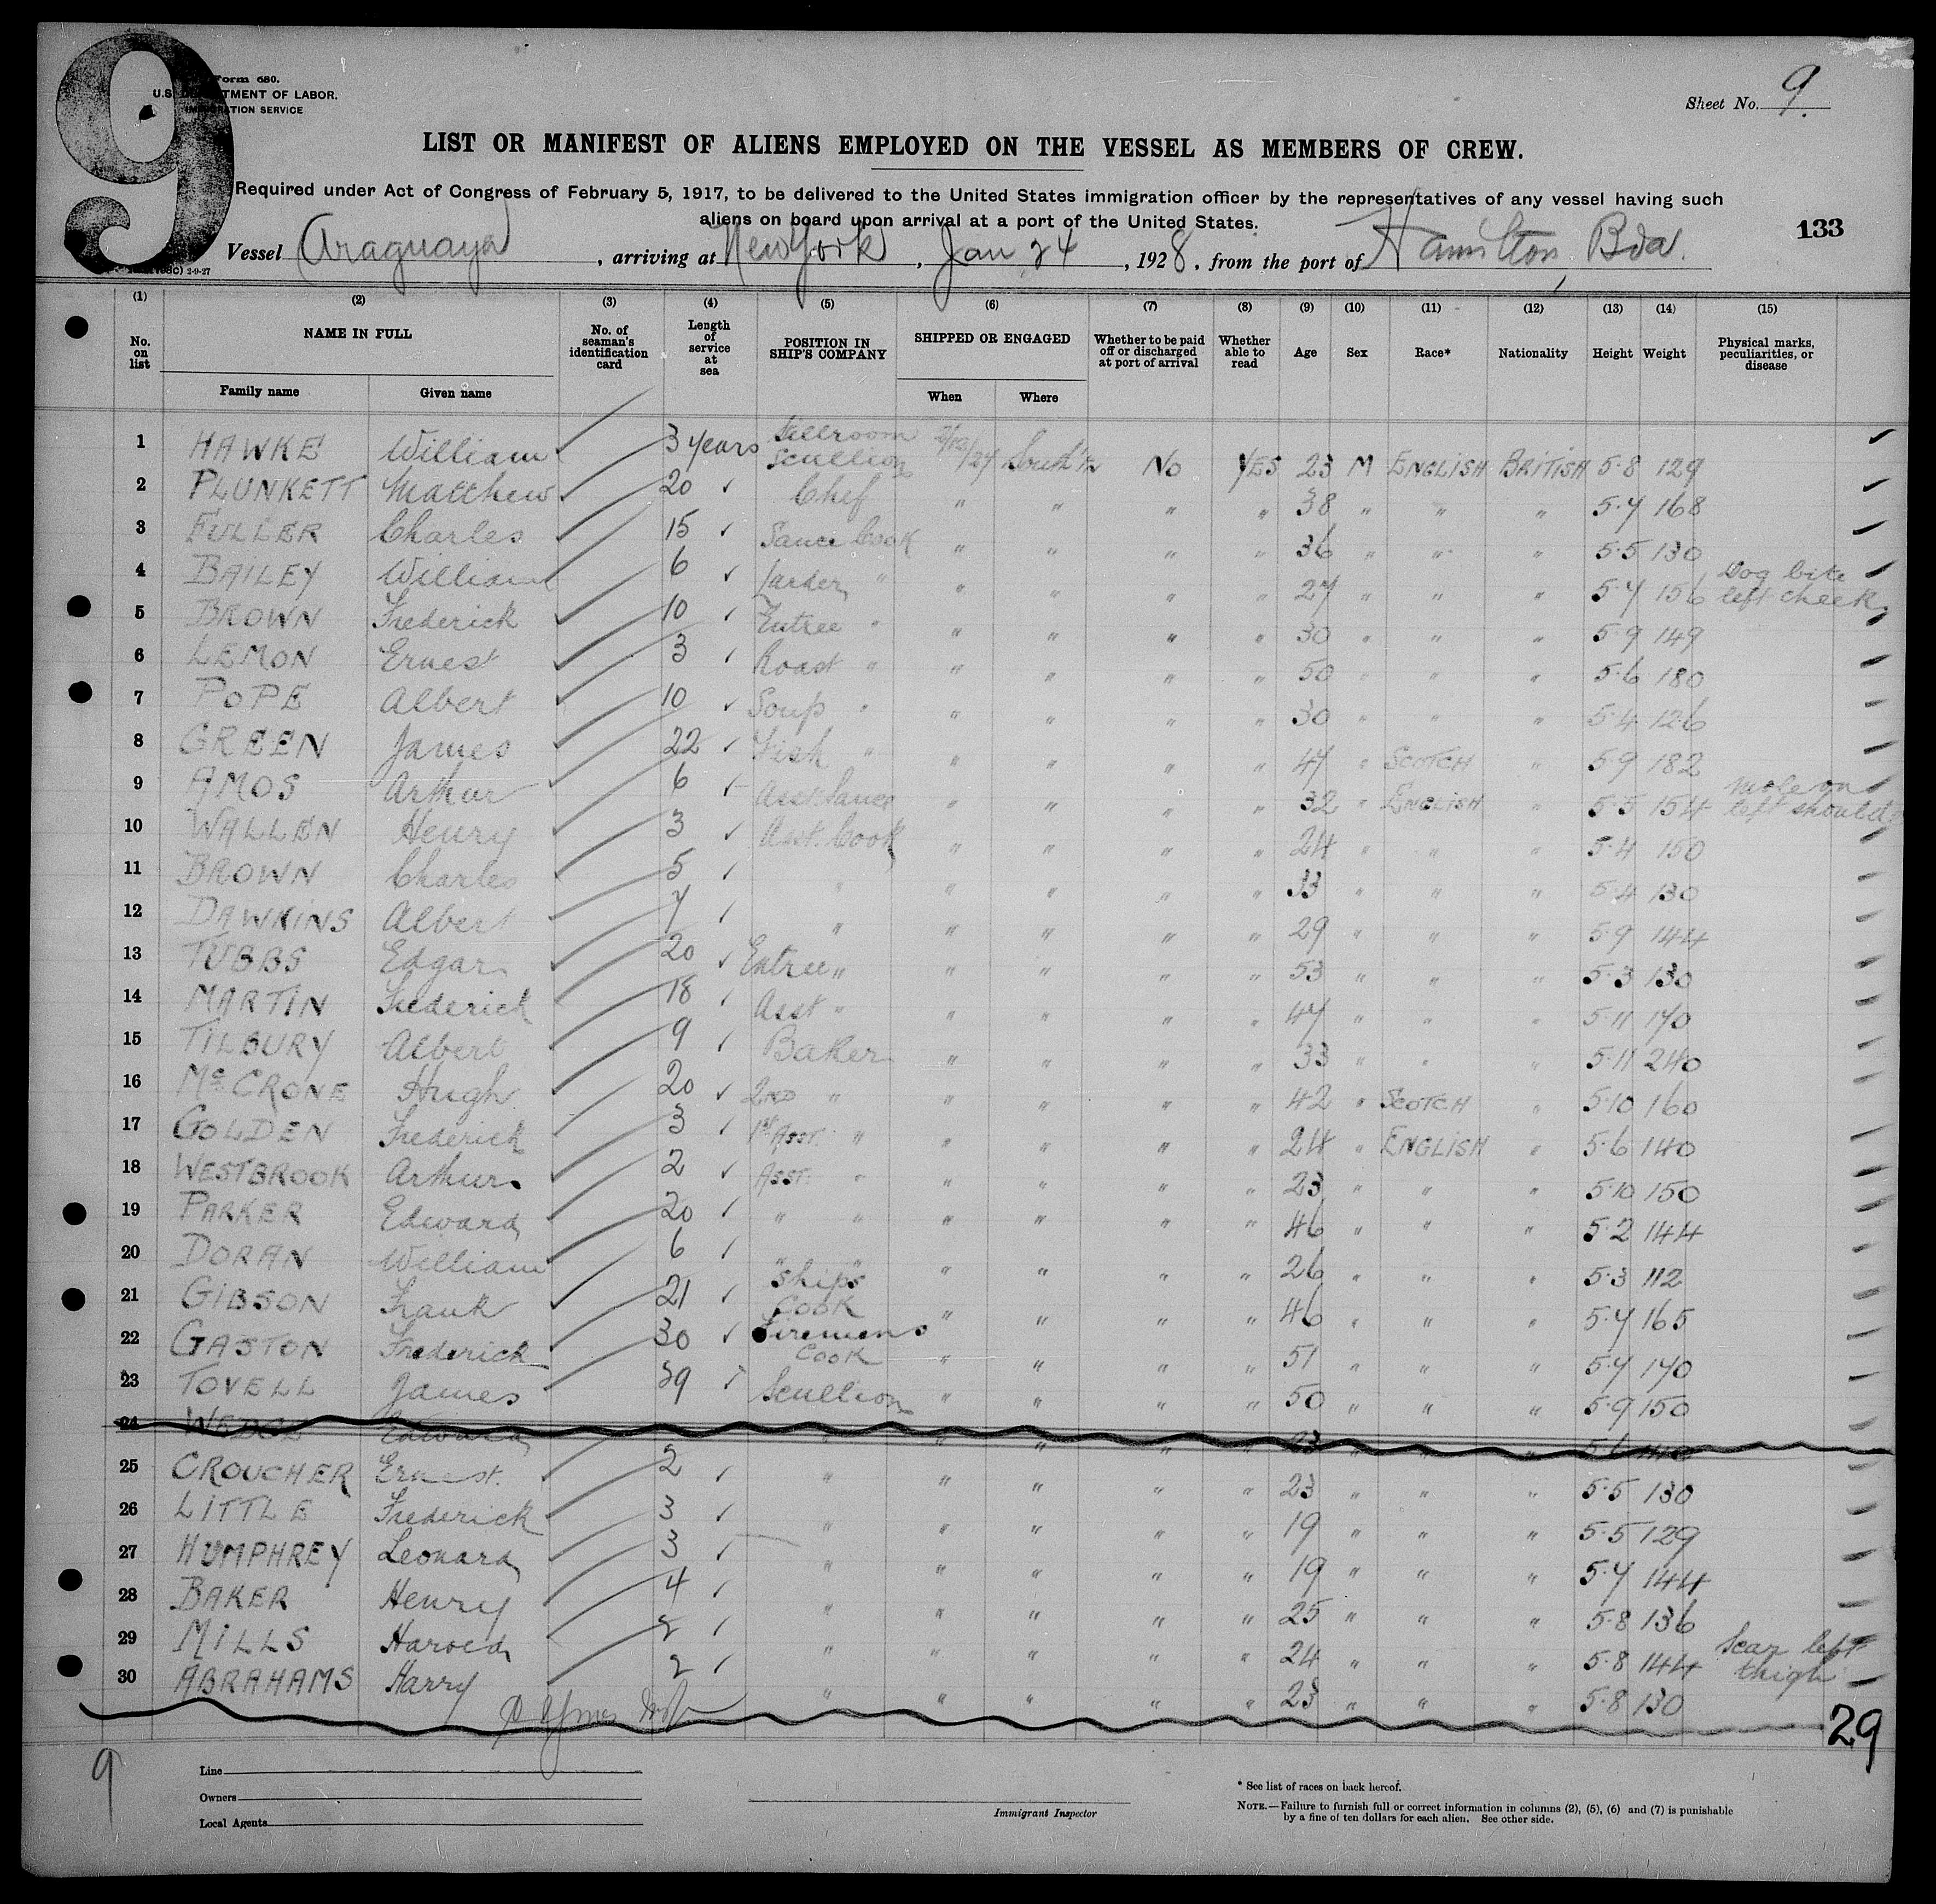 9
Form 680.
U.S. DEPARTMENT OF LABOR.
IMMIGRATION SERVICE
Sheet No. 9.
LIST OR MANIFEST OF ALIENS EMPLOYED ON THE VESSEL AS MEMBERS OF CREW.
Required under Act of Congress of February 5, 1917, to be delivered to the United States immigration officer by the representatives of any vessel having such
aliens on board upon arrival at a port of the United States.
133
Vessel Araguaya, arriving at New York, Jan 24, 1928, from the port of Hamilton, Bda.
2-9-27
(1) (2) (3) (4) (5) (6) (7) (8) (9) (10) (11) (12) (13) (14) (15)
No. on list NAME IN FULL No. of seaman's identification card Length of service at sea POSITION IN SHIP'S COMPANY SHIPPED OR ENGAGED Whether to be paid off or discharged at port of arrival Whether able to read Age Sex Race* Nationality Height Weight Physical marks, peculiarities, or disease
Family name Given name When Where
1 HAWKE William 3 years Stillroom Scullion South'n No YES 23 M ENGLISH BRITISH 5·8 129
2 PLUNKETT Matthew 20 Chef " " " " 38 " " " 5·7 168
3 FULLER Charles 15 Sauce Cook " " " " 36 " " " 5·5 130
4 BAILEY William 6 Larder " " " " " 27 " " " 5·7 156 Dog bite left cheek
5 BROWN Frederick 10 Entree " " " " " 30 " " " 5·9 149
6 LEMON Ernest 3 Roast " " " " " 50 " " " 5·6 180
7 POPE Albert 10 Soup " " " " " 30 " " " 5·4 126
8 GREEN James 22 Fish " " " " " 47 " SCOTCH " 5·9 182
9 AMOS Arthur 6 Asst Sauce " " " " 32 " ENGLISH " 5·5 154 mole on left should
10 WALLEN Henry 3 Asst. Cook " " " " 24 " " " 5·4 150
11 BROWN Charles 5 " " " " " 33 " " " 5·4 130
12 DAWKINS Albert 7 " " " " " 29 " " " 5·9 144
13 TUBBS Edgar 20 Entree " " " " " 53 " " " 5·3 130
14 MARTIN Frederick 18 Asst " " " " " 47 " " " 5·11 170
15 TILBURY Albert 9 Baker " " " " 33 " " " 5·11 240
16 McCRONE Hugh 20 2ND " " " " " 42 " SCOTCH " 5·10 160
17 GOLDEN Frederick 3 1st ASST. " " " " " 24 " ENGLISH " 5·6 140
18 WESTBROOK Arthur 2 ASST. " " " " " 23 " " " 5·10 150
19 PARKER Edward 20 " " " " " " 46 " " " 5·2 144
20 DORAN William 6 " " " " " " 26 " " " 5·3 112
21 GIBSON Frank 21 Ships Cook " " " " 46 " " " 5·7 165
22 GASTON Frederick 30 Firemens Cook " " " " 51 " " " 5·7 170
23 TOVELL James 39 Scullion " " " " 50 " " " 5·9 150
24 Edward " " " " " 23 " " "
25 CROUCHER Ernest. 2 " " " " " 23 " " " 5·5 130
26 LITTLE Frederick 3 " " " " " 19 " " " 5·5 129
27 HUMPHREY Leonard 3 " " " " " 19 " " " 5·7 144
28 BAKER Henry 4 " " " " " 25 " " " 5·8 136
29 MILLS Harold 2 " " " " " 24 " " " 5·8 144 Scar left thigh
30 ABRAHAMS Harry 2 " " " " " 23 " " " 5·8 130
29
9
Line
Owners
Local Agents
Immigrant Inspector
* See list of races on back hereof.
NOTE.—Failure to furnish full or correct information in columns (2), (5), (6) and (7) is punishable
by a fine of ten dollars for each alien. See other side.